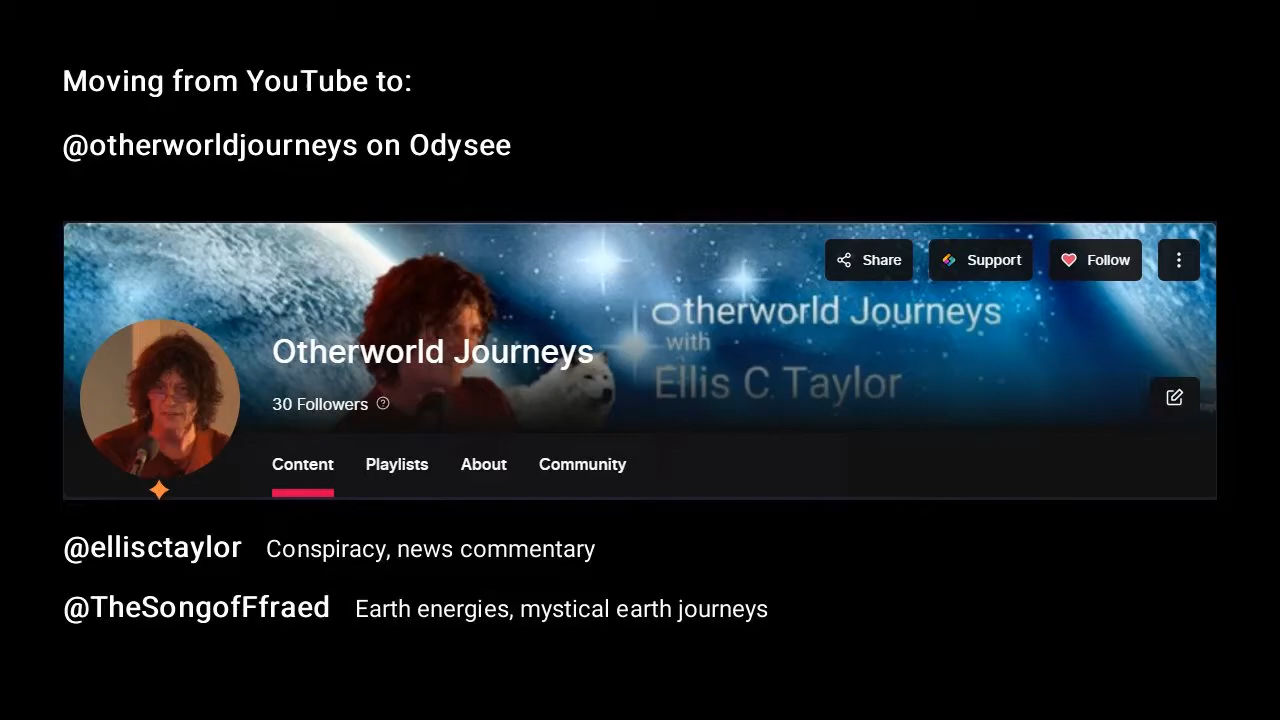 Moving from YouTube to:
@otherworldjourneys on Odysee
Share
Support
Follow
Otherworld Journeys
with
Ellis C. Taylor
Otherworld Journeys
30 Followers
Content Playlists About Community
@ellisctaylor Conspiracy, news commentary
@TheSongofFfraed Earth energies, mystical earth journeys